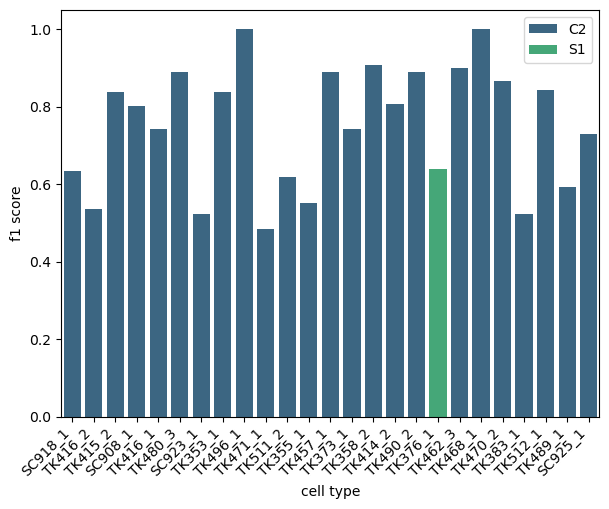 1.0
0.8
0.6
0.4
0.2
0.0
f1 score
C2
S1
SC918_1
TK416_2
TK415_2
SC908_1
TK416_1
TK480_3
SC923_1
TK353_1
TK496_1
TK471_1
TK511_2
TK355_1
TK457_1
TK373_1
TK358_2
TK414_2
TK490_2
TK376_1
TK462_3
TK468_1
TK470_2
TK383_1
TK512_1
TK489_1
SC925_1
cell type